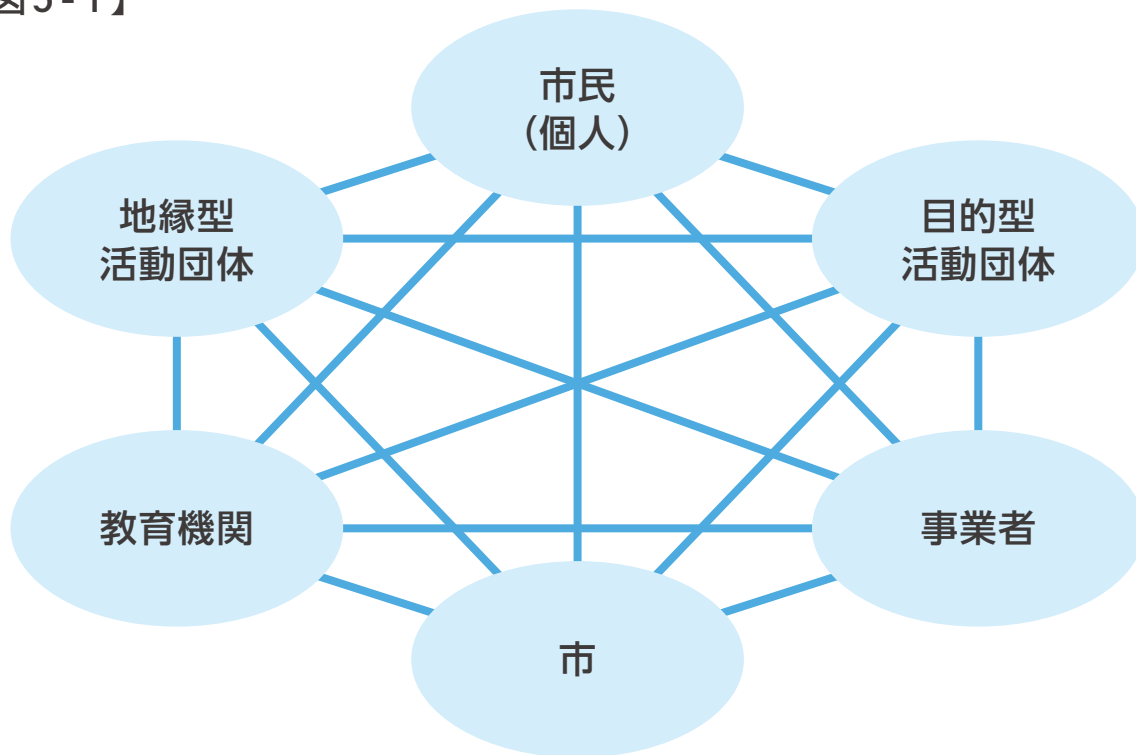 図5-1】
市民
（個人）
地縁型
活動団体
目的型
活動団体
教育機関
事業者
市